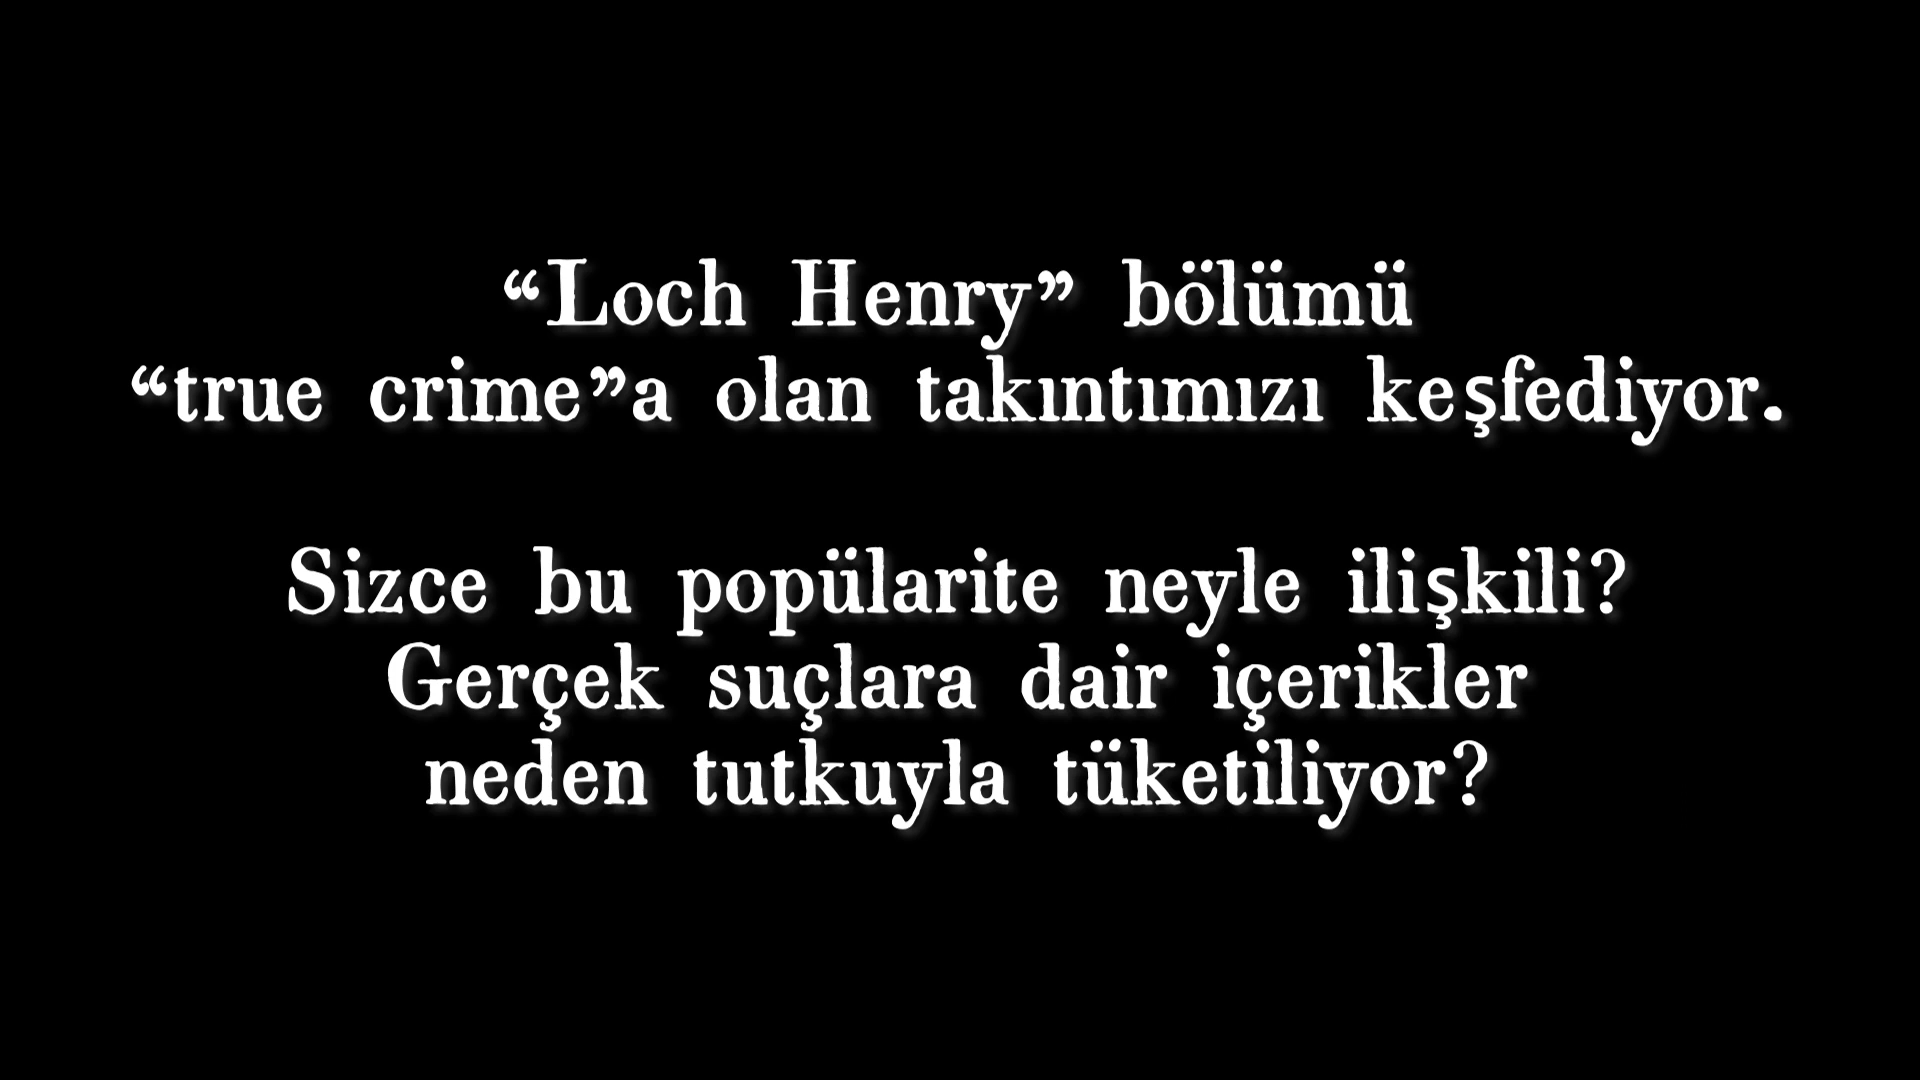 “Loch Henry” bölümü
“true crime”a olan takıntımızı keşfediyor.
Sizce bu popülarite neyle ilişkili?
Gerçek suçlara dair içerikler
neden tutkuyla tüketiliyor?